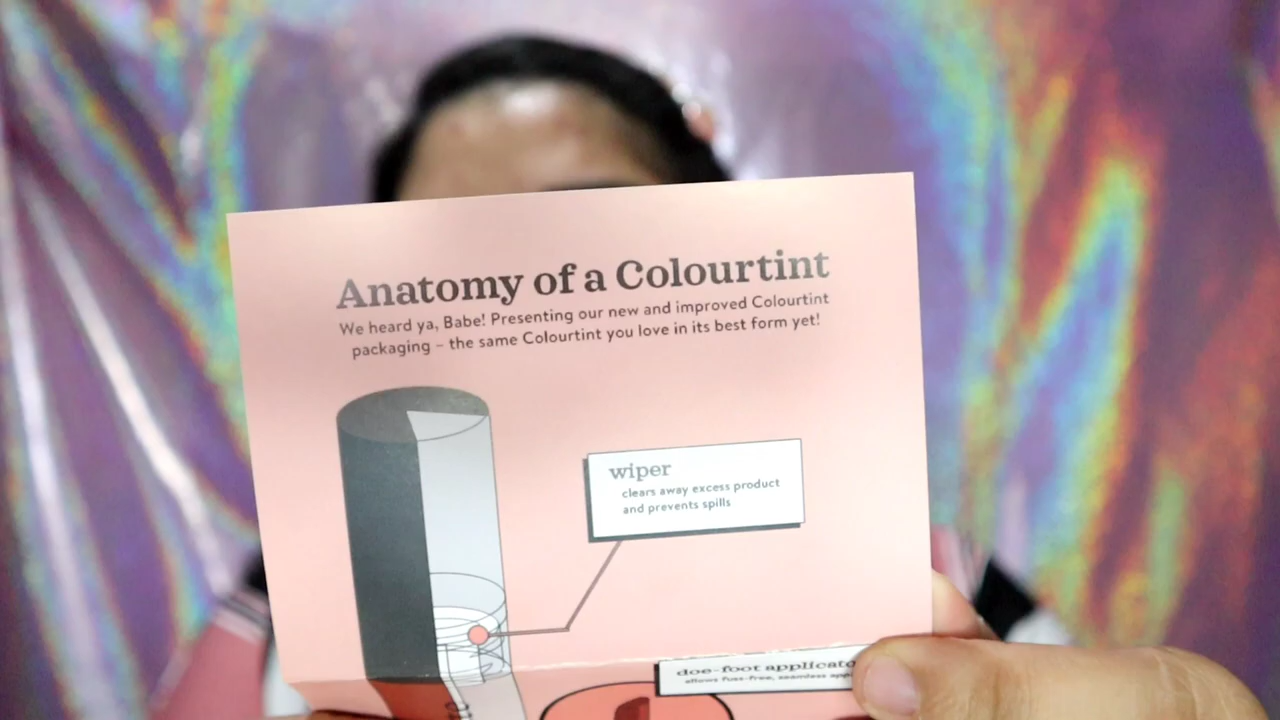 Anatomy of a Colourtint
We heard ya, Babe! Presenting our new and improved Colourtint
packaging – the same Colourtint you love in its best form yet!
wiper
clears away excess product
and prevents spills
doe-foot
allows fuss-free, seamless